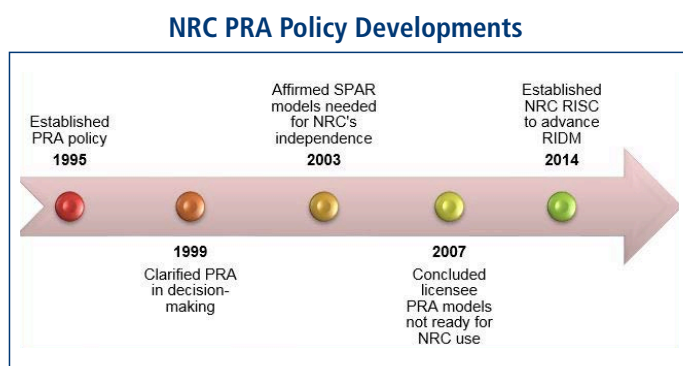 NRC PRA Policy Developments
Established
PRA policy
1995
1999
Clarified PRA
in decision-
making
Affirmed SPAR
models needed
for NRC's
independence
2003
2007
Concluded
licensee
PRA models
not ready for
NRC use
Established
NRC RISC
to advance
RIDM
2014